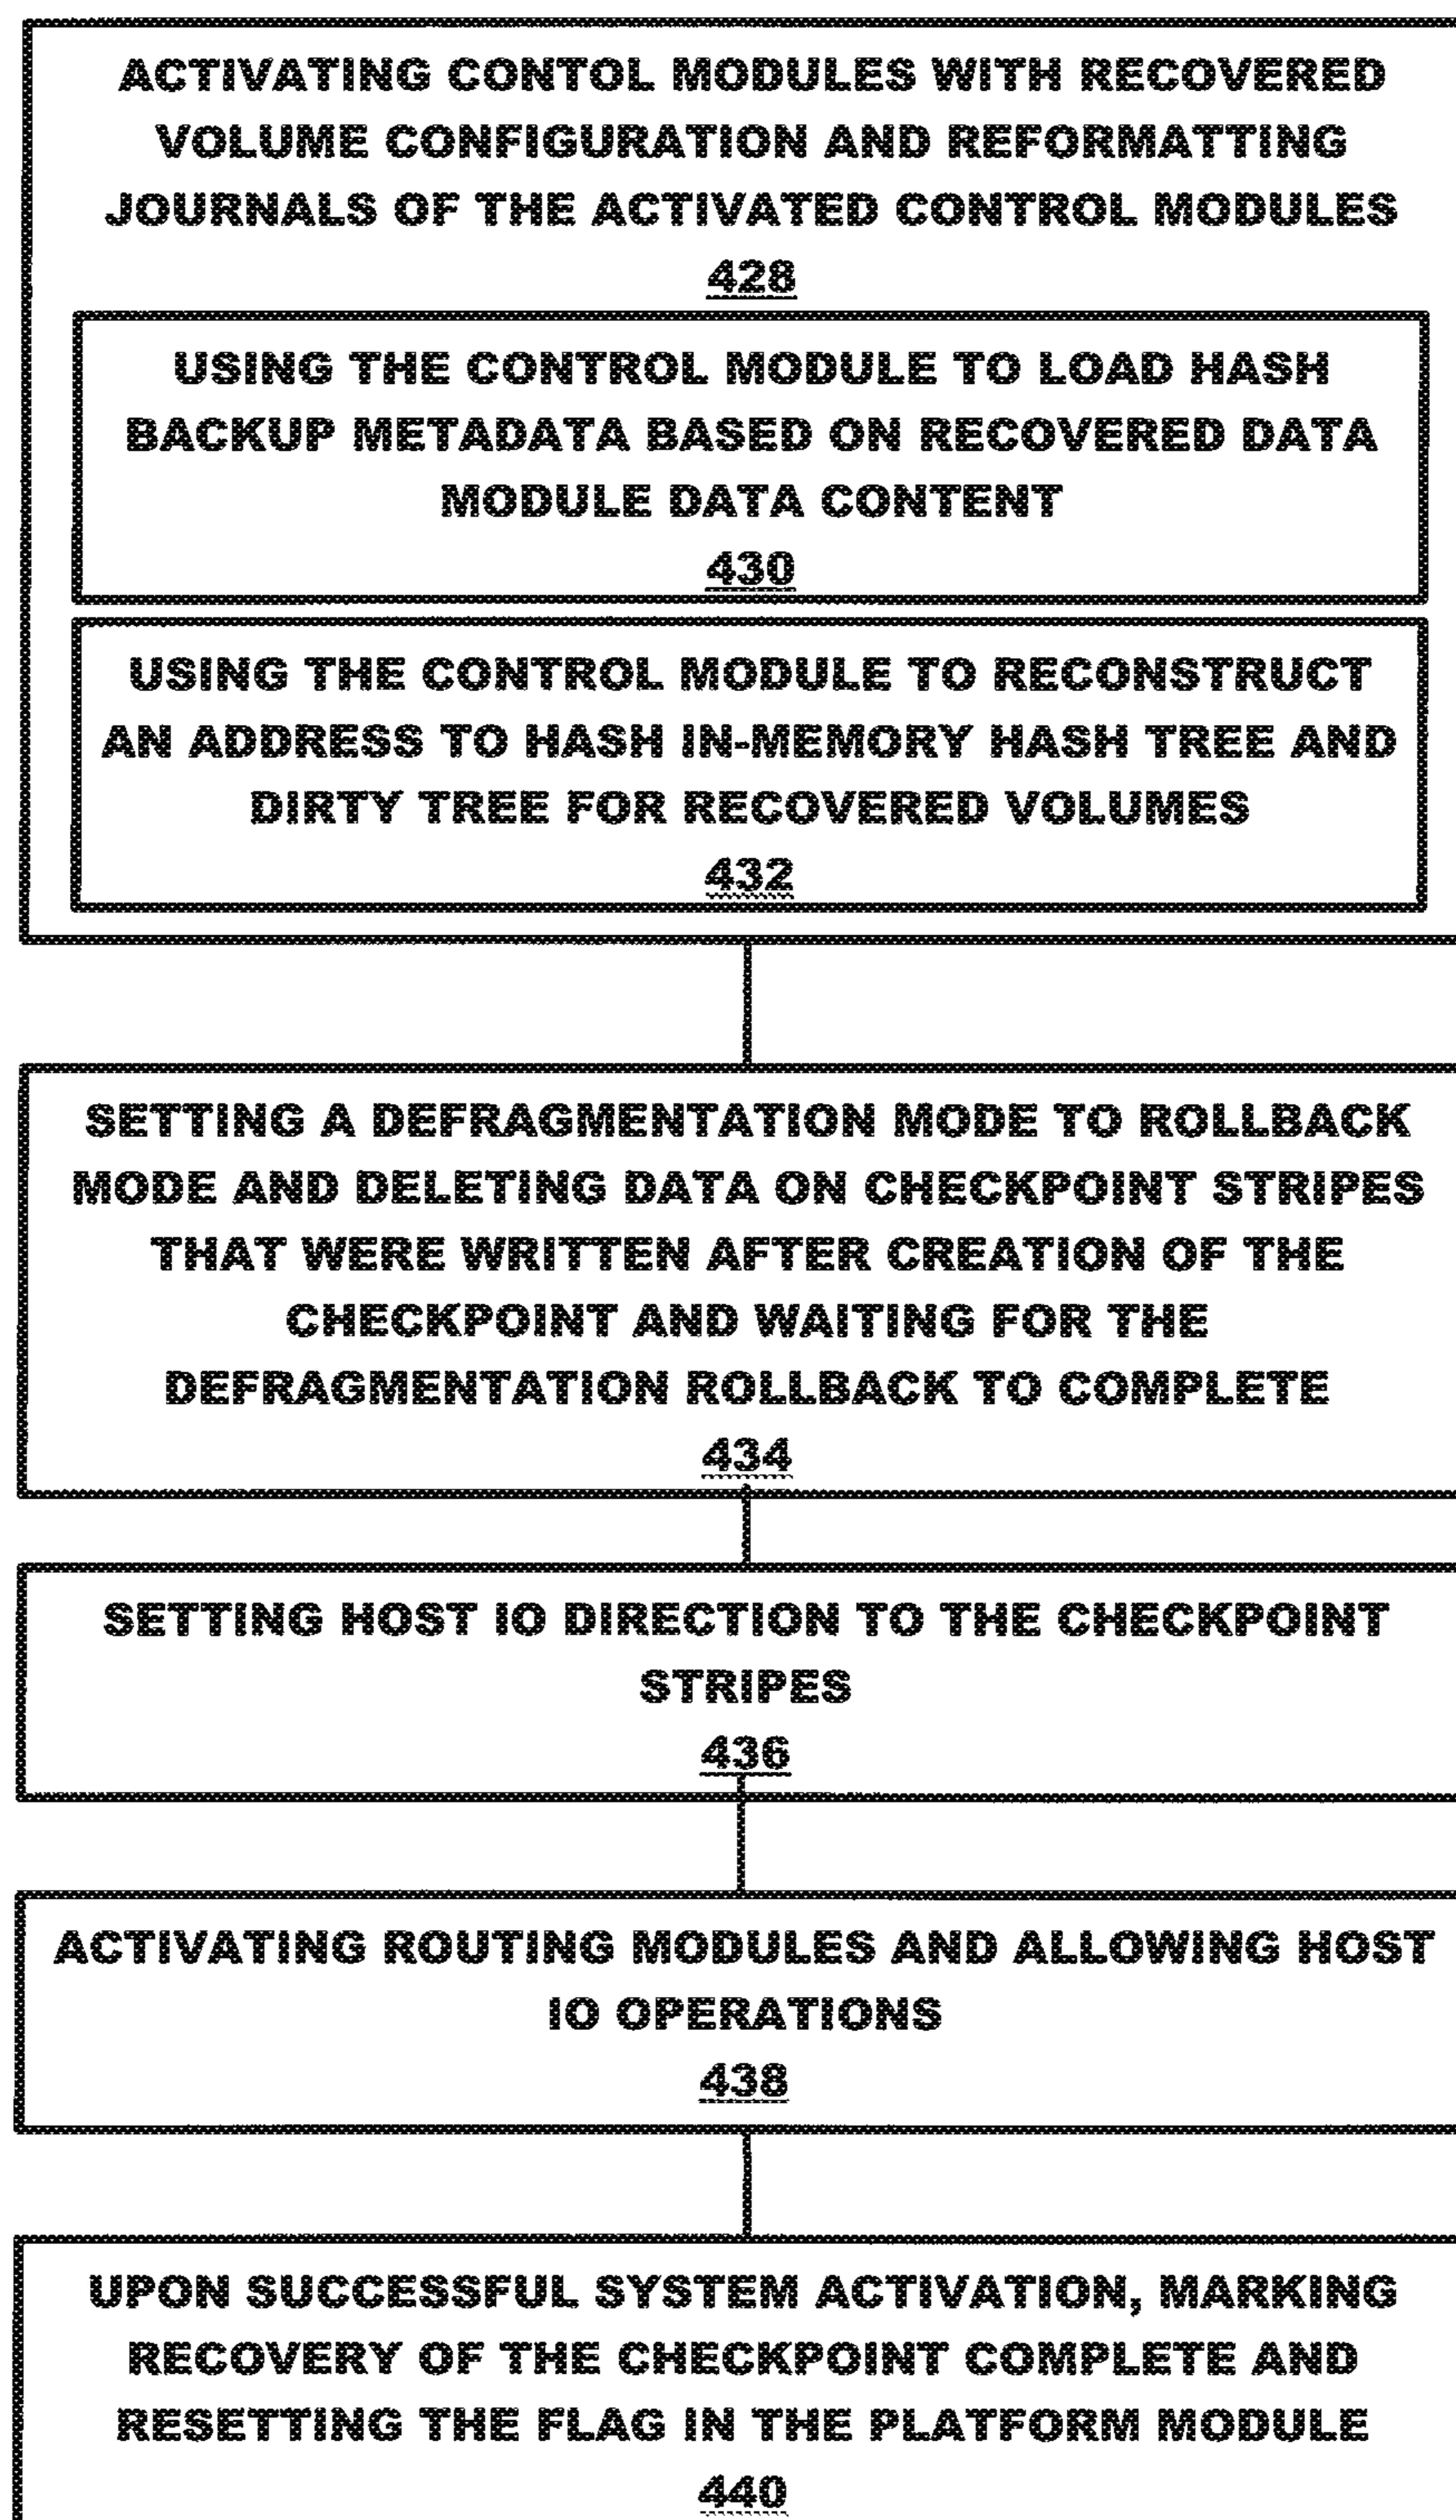 ACTIVATING CONTOL MODULES WITH RECOVERED
VOLUME CONFIGURATION AND REFORMATTING
JOURNALS OF THE ACTIVATED CONTROL MODULES
428
USING THE CONTROL MODULE TO LOAD HASH
BACKUP METADATA BASED ON RECOVERED DATA
MODULE DATA CONTENT
430
USING THE CONTROL MODULE TO RECONSTRUCT
AN ADDRESS TO HASH IN-MEMORY HASH TREE AND
DIRTY TREE FOR RECOVERED VOLUMES
432
SETTING A DEFRAGMENTATION MODE TO ROLLBACK
MODE AND DELETING DATA ON CHECKPOINT STRIPES
THAT WERE WRITTEN AFTER CREATION OF THE
CHECKPOINT AND WAITING FOR THE
DEFRAGMENTATION ROLLBACK TO COMPLETE
434
SETTING HOST IO DIRECTION TO THE CHECKPOINT
STRIPES
436
ACTIVATING ROUTING MODULES AND ALLOWING HOST
IO OPERATIONS
438
UPON SUCCESSFUL SYSTEM ACTIVATION, MARKING
RECOVERY OF THE CHECKPOINT COMPLETE AND
RESETTING THE FLAG IN THE PLATFORM MODULE
440